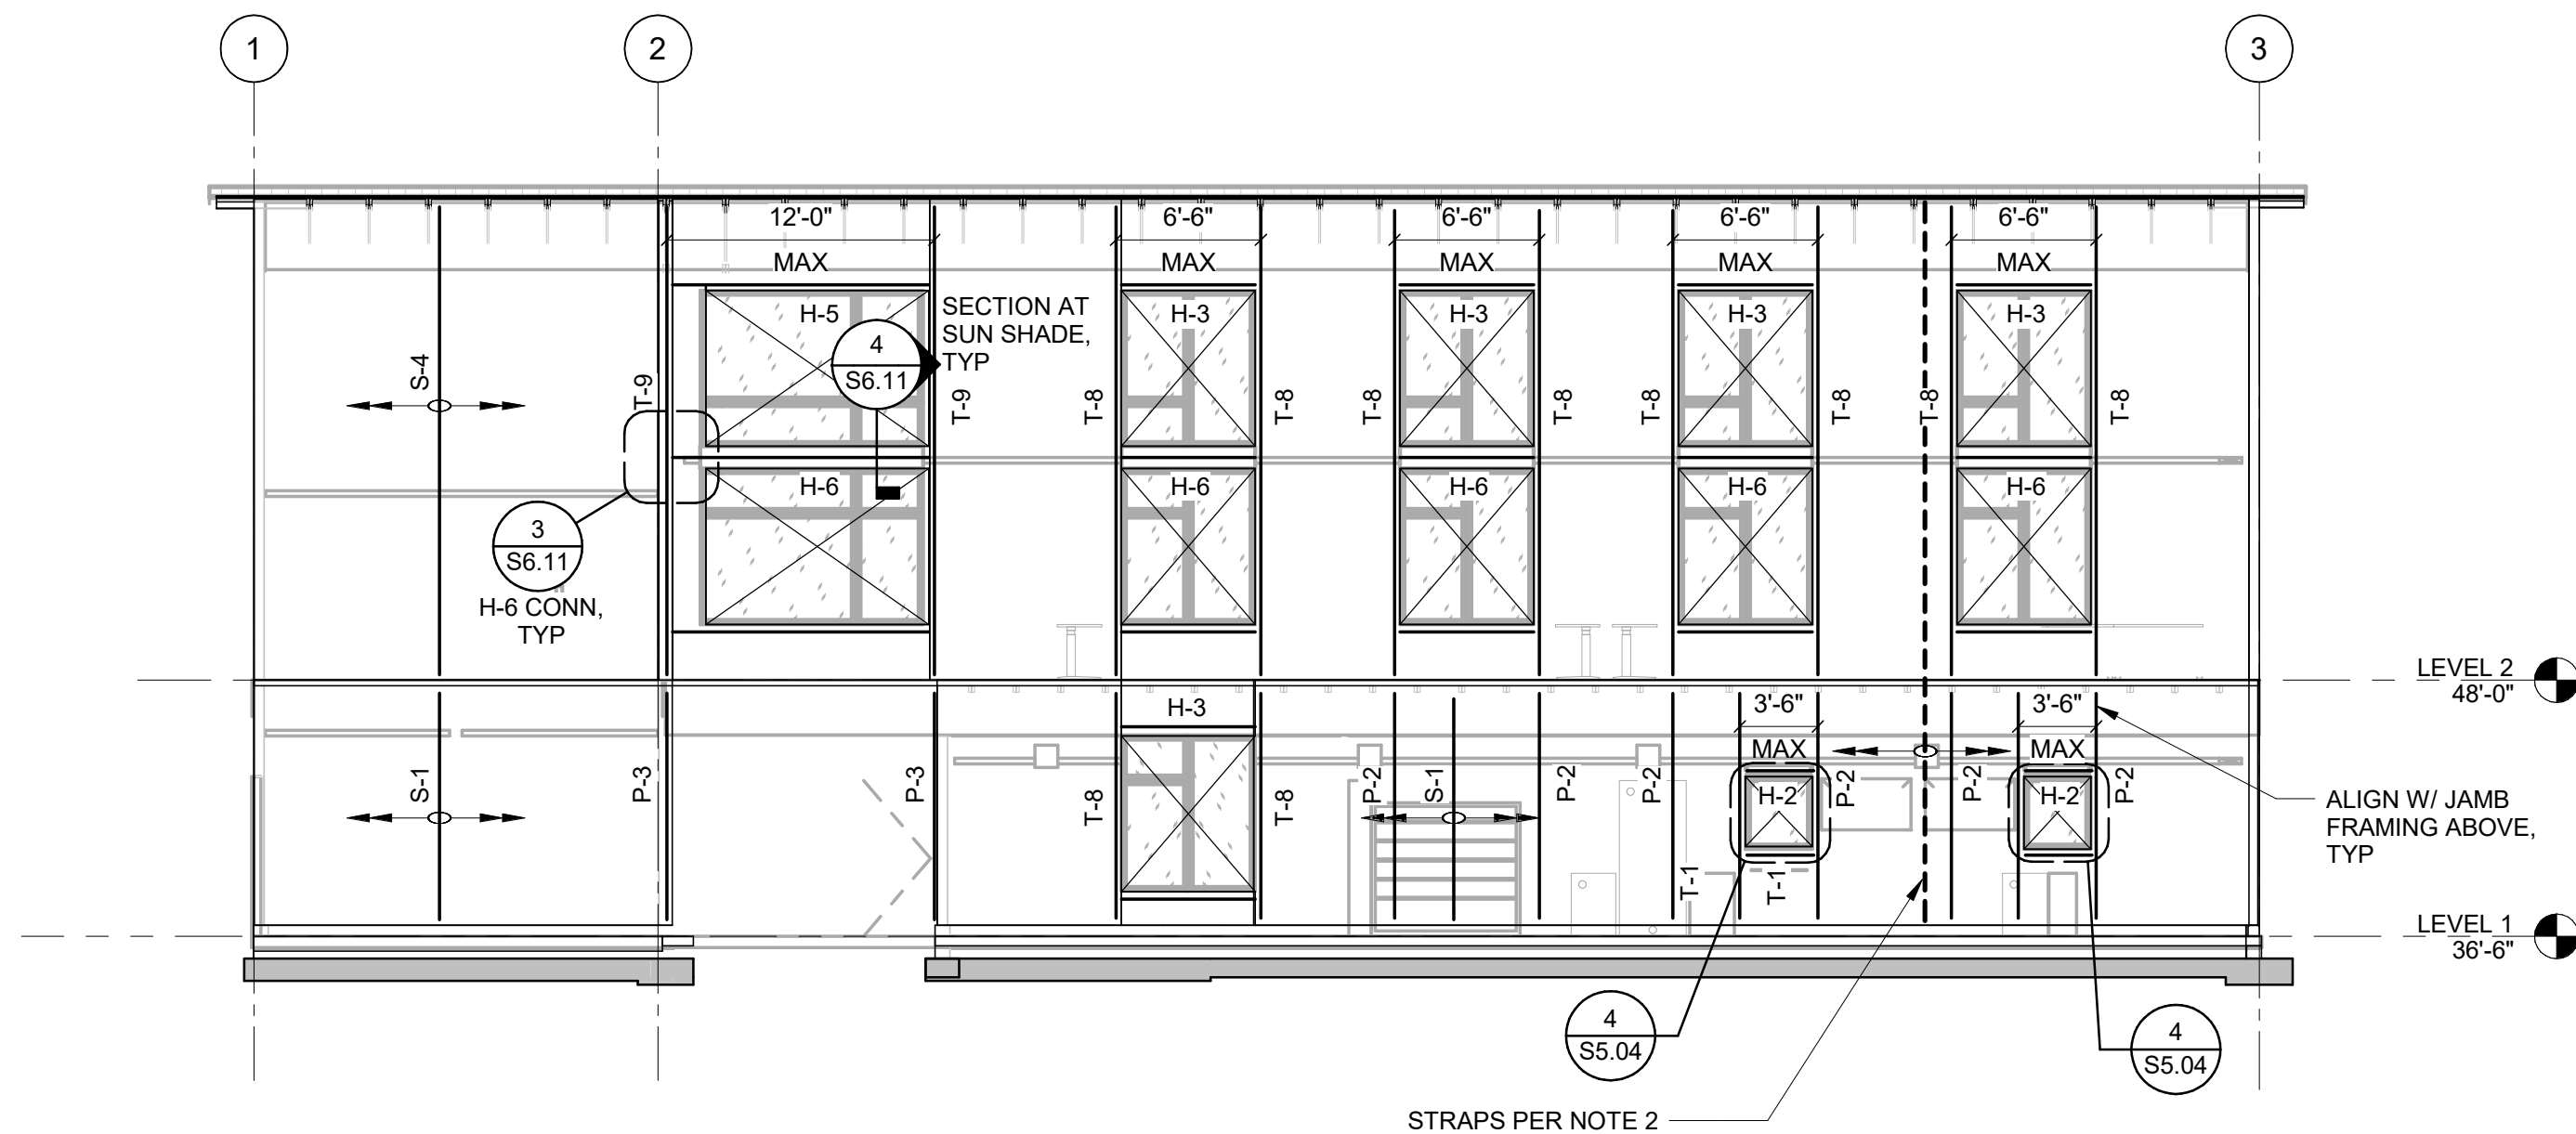 1
2
3
12'-0"
MAX
6'-6"
MAX
6'-6"
MAX
6'-6"
MAX
6'-6"
MAX
H-5
4
S6.11
SECTION AT
SUN SHADE,
TYP
H-3
H-3
H-3
H-3
S-4
T-9
T-9
T-8
T-8
T-8
T-8
T-8
T-8
T-8
T-8
H-6
H-6
H-6
H-6
H-6
3
S6.11
H-6 CONN,
TYP
LEVEL 2
48'-0"
H-3
3'-6"
MAX
3'-6"
MAX
S-1
P-3
P-3
T-8
T-8
P-2
S-1
P-2
P-2
H-2
P-2
P-2
H-2
P-2
T-1
T-1
ALIGN W/ JAMB
FRAMING ABOVE,
TYP
LEVEL 1
36'-6"
4
S5.04
4
S5.04
STRAPS PER NOTE 2